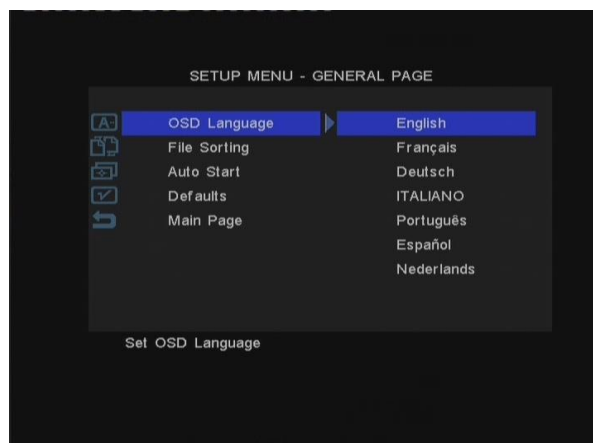 SETUP MENU - GENERAL PAGE
OSD Language
English
File Sorting
Français
Auto Start
Deutsch
Defaults
ITALIANO
Main Page
Português
Español
Nederlands
Set OSD Language